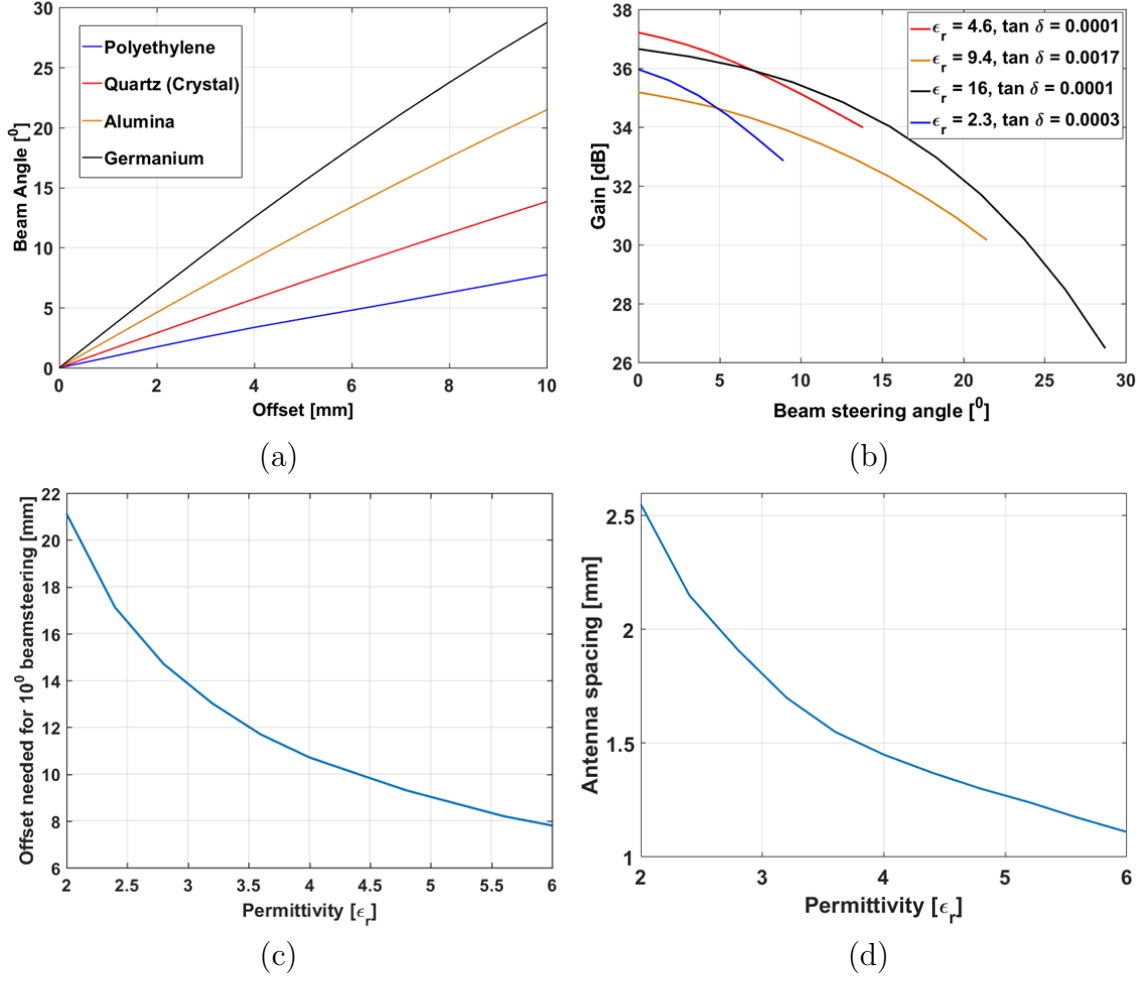 30
25
20
15
10
5
0
Beam Angle [⁰]
Polyethylene
Quartz (Crystal)
Alumina
Germanium
0 2 4 6 8 10
Offset [mm]
(a)
38
36
34
32
30
28
26
Gain [dB]
ϵr = 4.6, tan δ = 0.0001
ϵr = 9.4, tan δ = 0.0017
ϵr = 16, tan δ = 0.0001
ϵr = 2.3, tan δ = 0.0003
0 5 10 15 20 25 30
Beam steering angle [⁰]
(b)
22
20
18
16
14
12
10
8
6
Offset needed for 10⁰ beamsteering [mm]
2 2.5 3 3.5 4 4.5 5 5.5 6
Permittivity [ϵr]
(c)
2.5
2
1.5
1
Antenna spacing [mm]
2 3 4 5 6
Permittivity [ϵr]
(d)